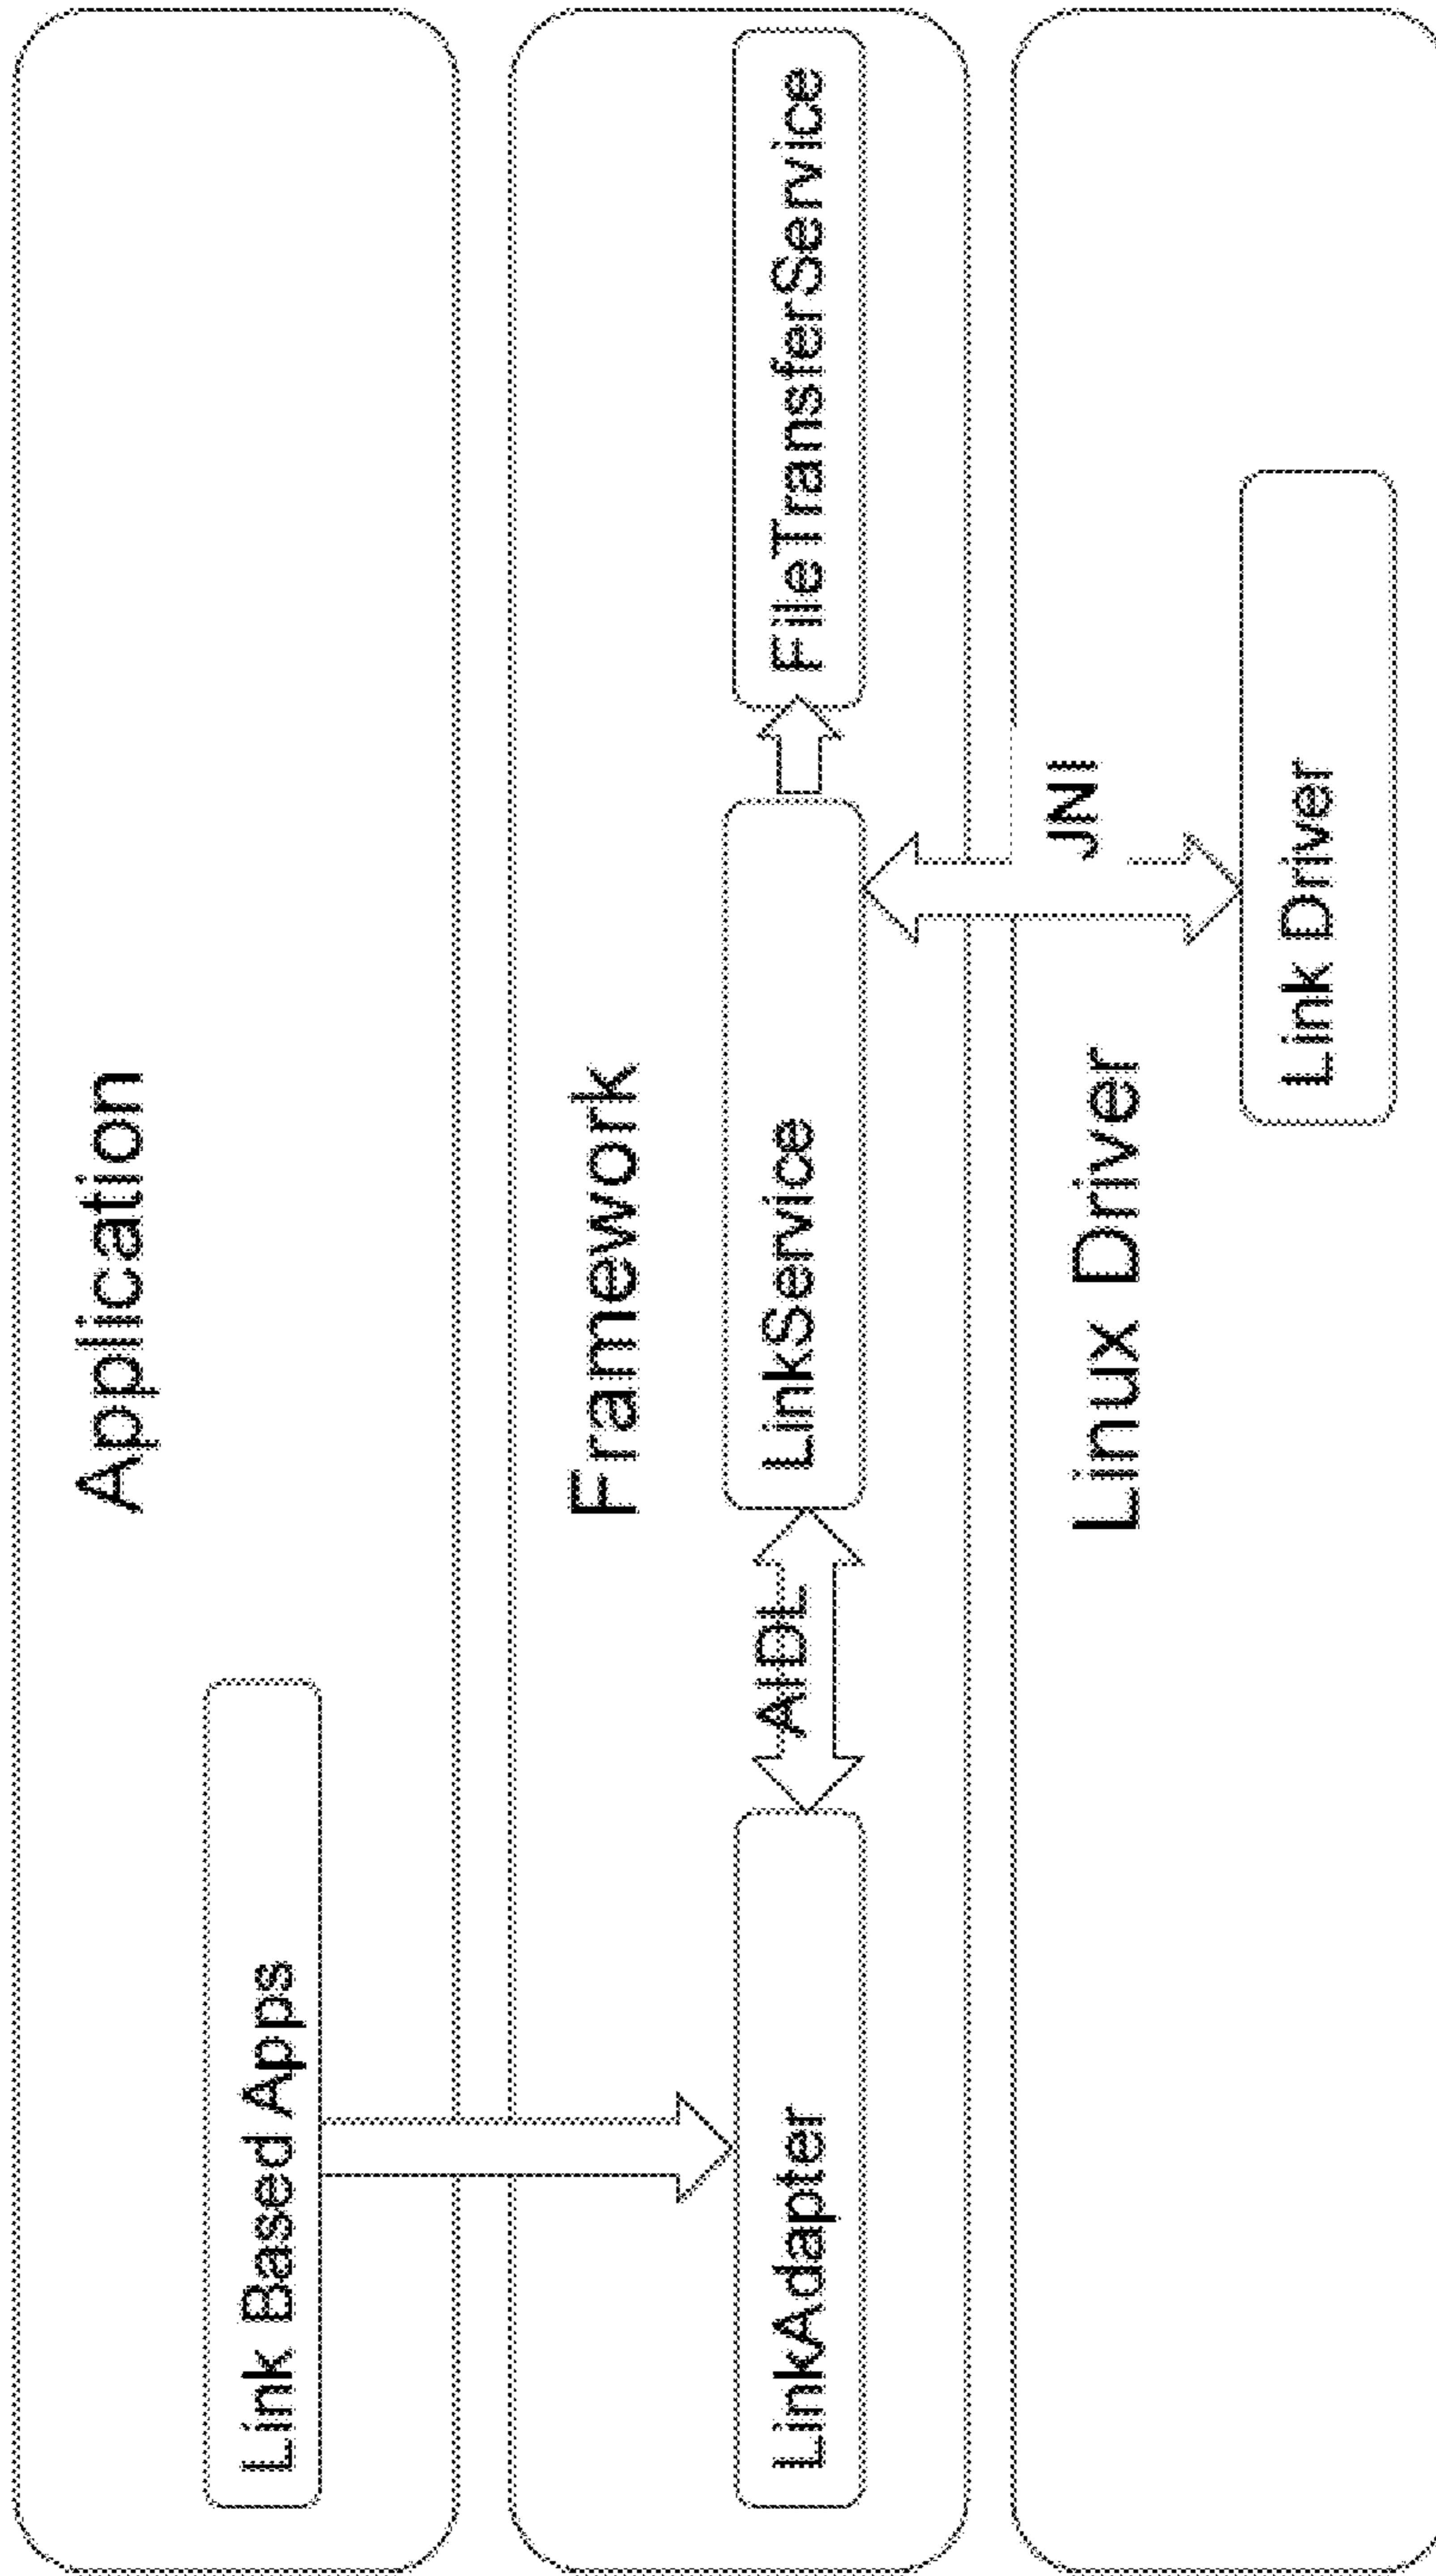 Application
Link Based Apps
Framework
LinkAdapter
AIDL
LinkService
FileTransferService
JNI
Linux Driver
Link Driver